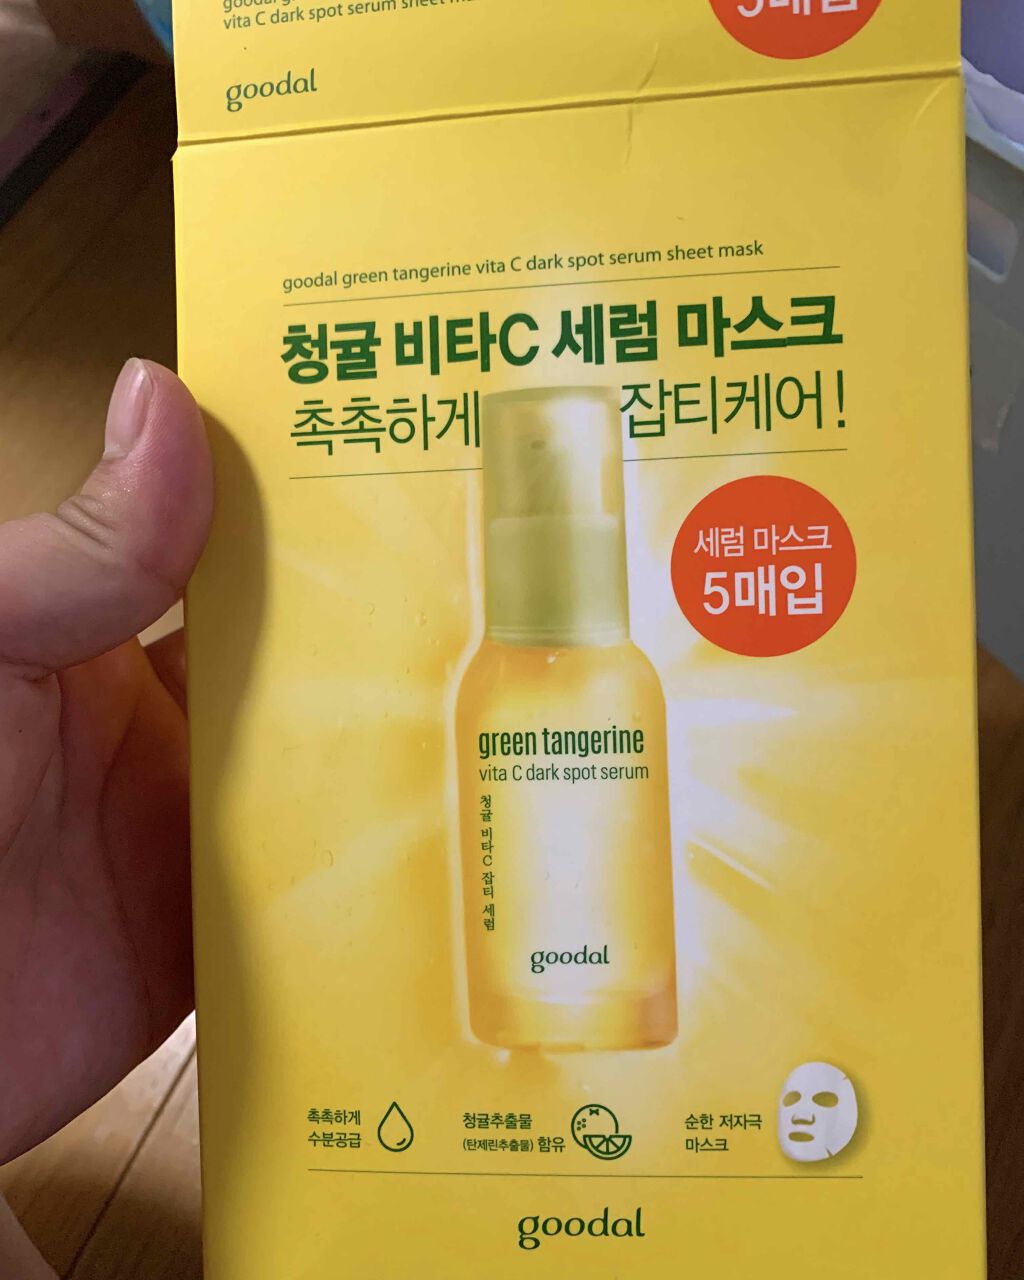 vita C dark spot serum sheet
5매입
goodal
goodal green tangerine vita C dark spot serum sheet mask
청귤 비타C 세럼 마스크
촉촉하게 잡티케어!
세럼 마스크
5매입
green tangerine
vita C dark spot serum
청귤 비타C 잡티 세럼
goodal
촉촉하게
수분공급
청귤추출물
(탄제린추출물) 함유
순한 저자극
마스크
goodal